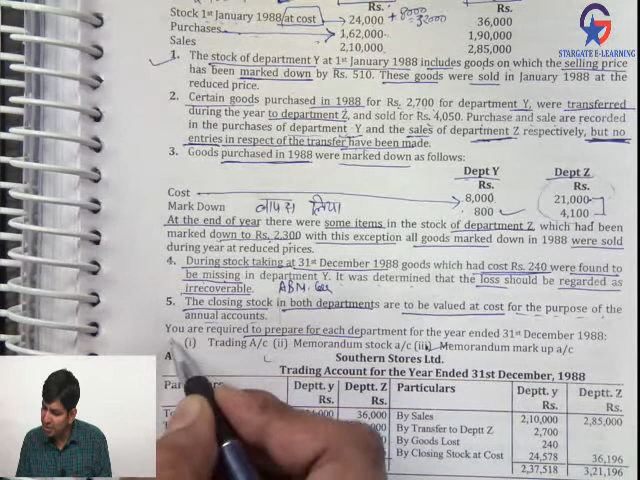 Rs. Rs.
Stock 1st January 1988 at cost 24,000 + 8000 = 32000 36,000
Purchases 1,62,000 1,90,000
Sales 2,10,000 2,85,000
STARGATE E-LEARNING
1. The stock of department Y at 1st January 1988 includes goods on which the selling price
has been marked down by Rs. 510. These goods were sold in January 1988 at the
reduced price.
2. Certain goods purchased in 1988 for Rs. 2,700 for department Y, were transferred
during the year to department Z, and sold for Rs. 4,050. Purchase and sale are recorded
in the purchases of department Y and the sales of department Z respectively, but no
entries in respect of the transfer have been made.
3. Goods purchased in 1988 were marked down as follows:
Dept Y Dept Z
Rs. Rs.
Cost 8,000 21,000
Mark Down वापस लिया 800 4,100
At the end of year there were some items in the stock of department Z, which had been
marked down to Rs. 2,300 with this exception all goods marked down in 1988 were sold
during year at reduced prices.
4. During stock taking at 31st December 1988 goods which had cost Rs. 240 were found to
be missing in department Y. It was determined that the loss should be regarded as
irrecoverable.
5. The closing stock in both departments are to be valued at cost for the purpose of the
annual accounts.
You are required to prepare for each department for the year ended 31st December 1988:
(i) Trading A/c (ii) Memorandum stock a/c (iii) Memorandum mark up a/c
Southern Stores Ltd.
Trading Account for the Year Ended 31st December, 1988
Deptt. y Deptt. Z Particulars Deptt. y Deptt. Z
Rs. Rs. Rs. Rs.
36,000 By Sales 2,10,000 2,85,000
By Transfer to Deptt Z 2,700
By Goods Lost 240
By Closing Stock at Cost 24,578 36,196
2,37,518 3,21,196